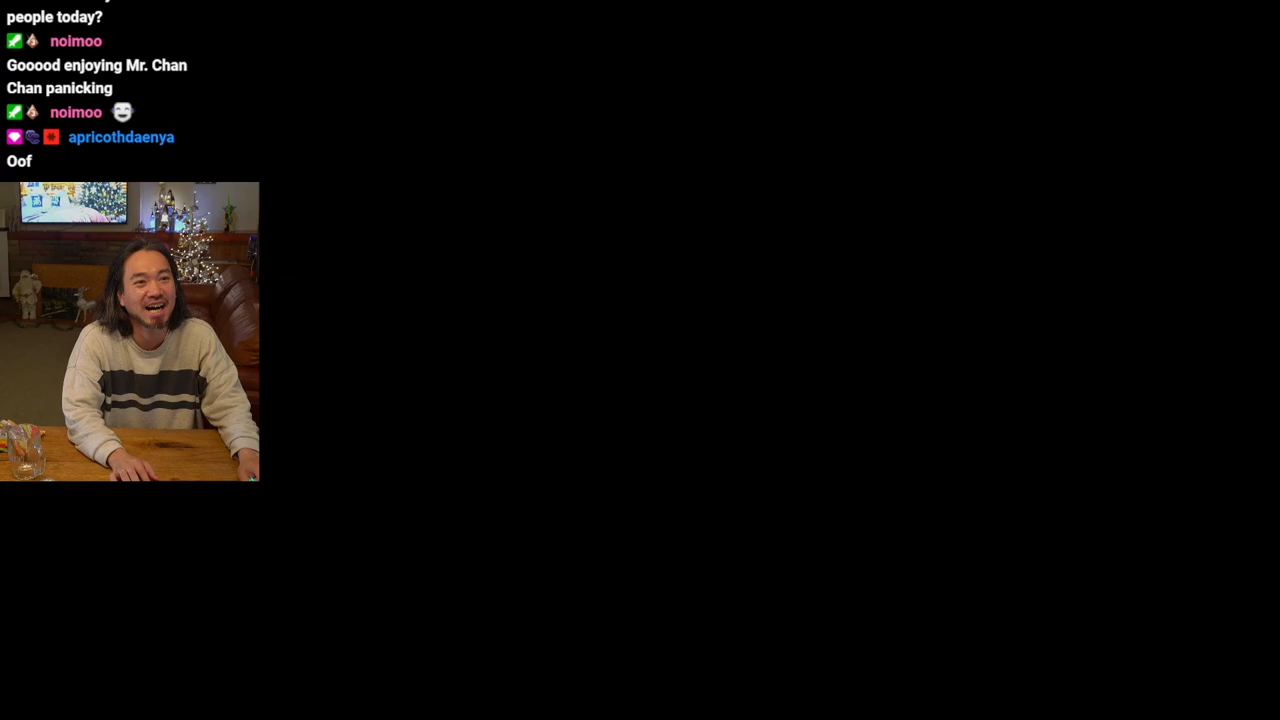 people today?
noimoo
Gooood enjoying Mr. Chan
Chan panicking
noimoo
apricothdaenya
Oof